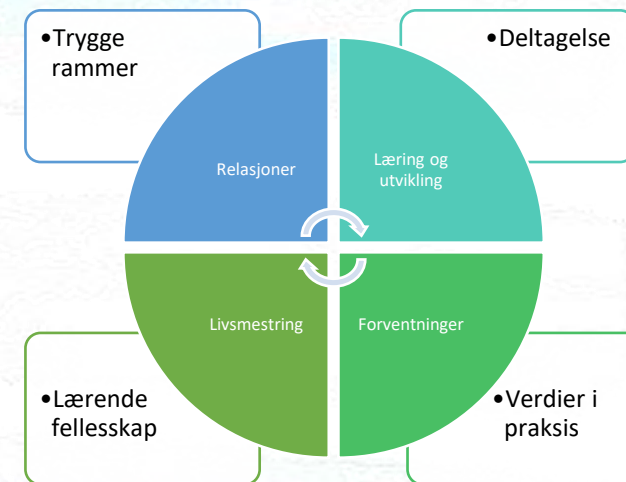 •Trygge
rammer
•Deltagelse
Relasjoner
Læring og
utvikling
Livsmestring
Forventninger
•Lærende
fellesskap
•Verdier i
praksis